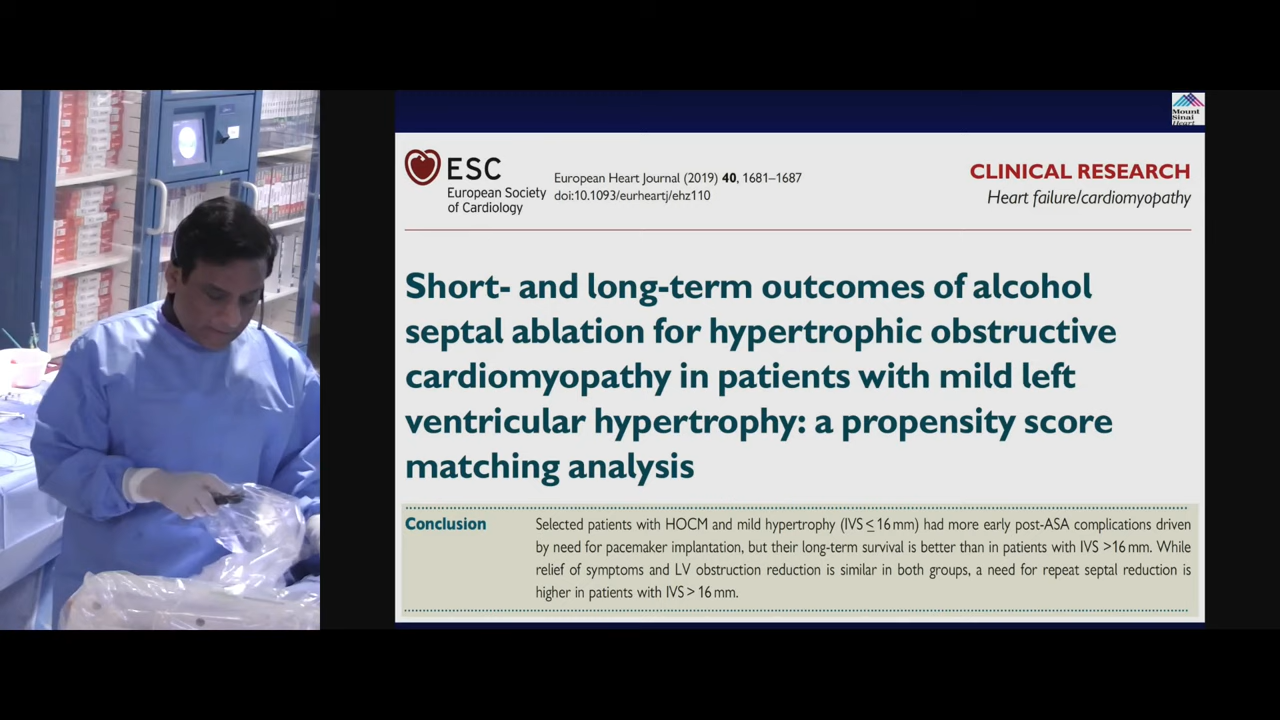 Mount
Sinai
Heart
ESC
European Society
of Cardiology
European Heart Journal (2019) 40, 1681–1687
doi:10.1093/eurheartj/ehz110
CLINICAL RESEARCH
Heart failure/cardiomyopathy
Short- and long-term outcomes of alcohol
septal ablation for hypertrophic obstructive
cardiomyopathy in patients with mild left
ventricular hypertrophy: a propensity score
matching analysis
Conclusion
Selected patients with HOCM and mild hypertrophy (IVS ≤ 16 mm) had more early post-ASA complications driven
by need for pacemaker implantation, but their long-term survival is better than in patients with IVS >16 mm. While
relief of symptoms and LV obstruction reduction is similar in both groups, a need for repeat septal reduction is
higher in patients with IVS > 16 mm.